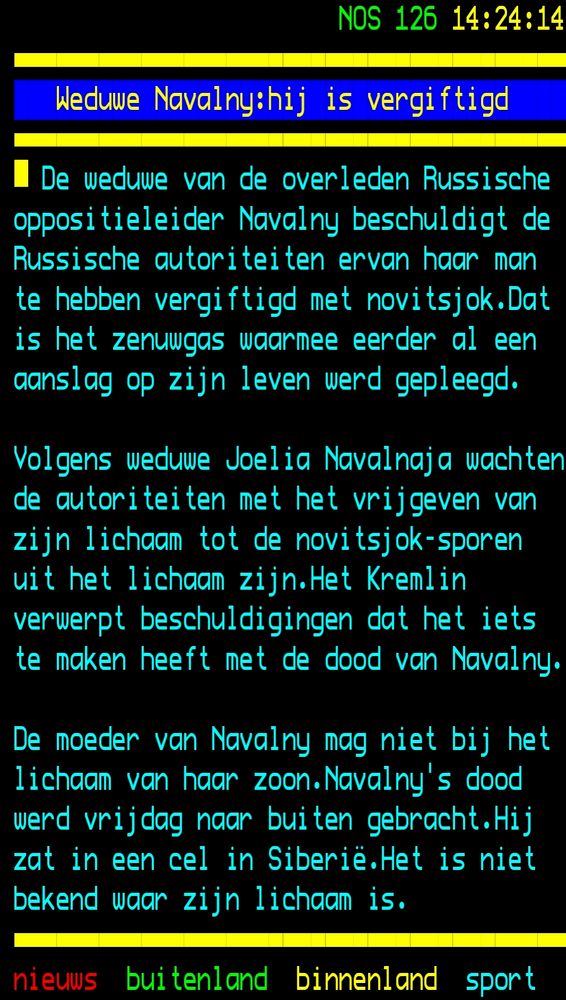 NOS 126 14:24:14
Weduwe Navalny:hij is vergiftigd
De weduwe van de overleden Russische
oppositieleider Navalny beschuldigt de
Russische autoriteiten ervan haar man
te hebben vergiftigd met novitsjok.Dat
is het zenuwgas waarmee eerder al een
aanslag op zijn leven werd gepleegd.
Volgens weduwe Joelia Navalnaja wachten
de autoriteiten met het vrijgeven van
zijn lichaam tot de novitsjok-sporen
uit het lichaam zijn.Het Kremlin
verwerpt beschuldigingen dat het iets
te maken heeft met de dood van Navalny.
De moeder van Navalny mag niet bij het
lichaam van haar zoon.Navalny's dood
werd vrijdag naar buiten gebracht.Hij
zat in een cel in Siberië.Het is niet
bekend waar zijn lichaam is.
nieuws buitenland binnenland sport